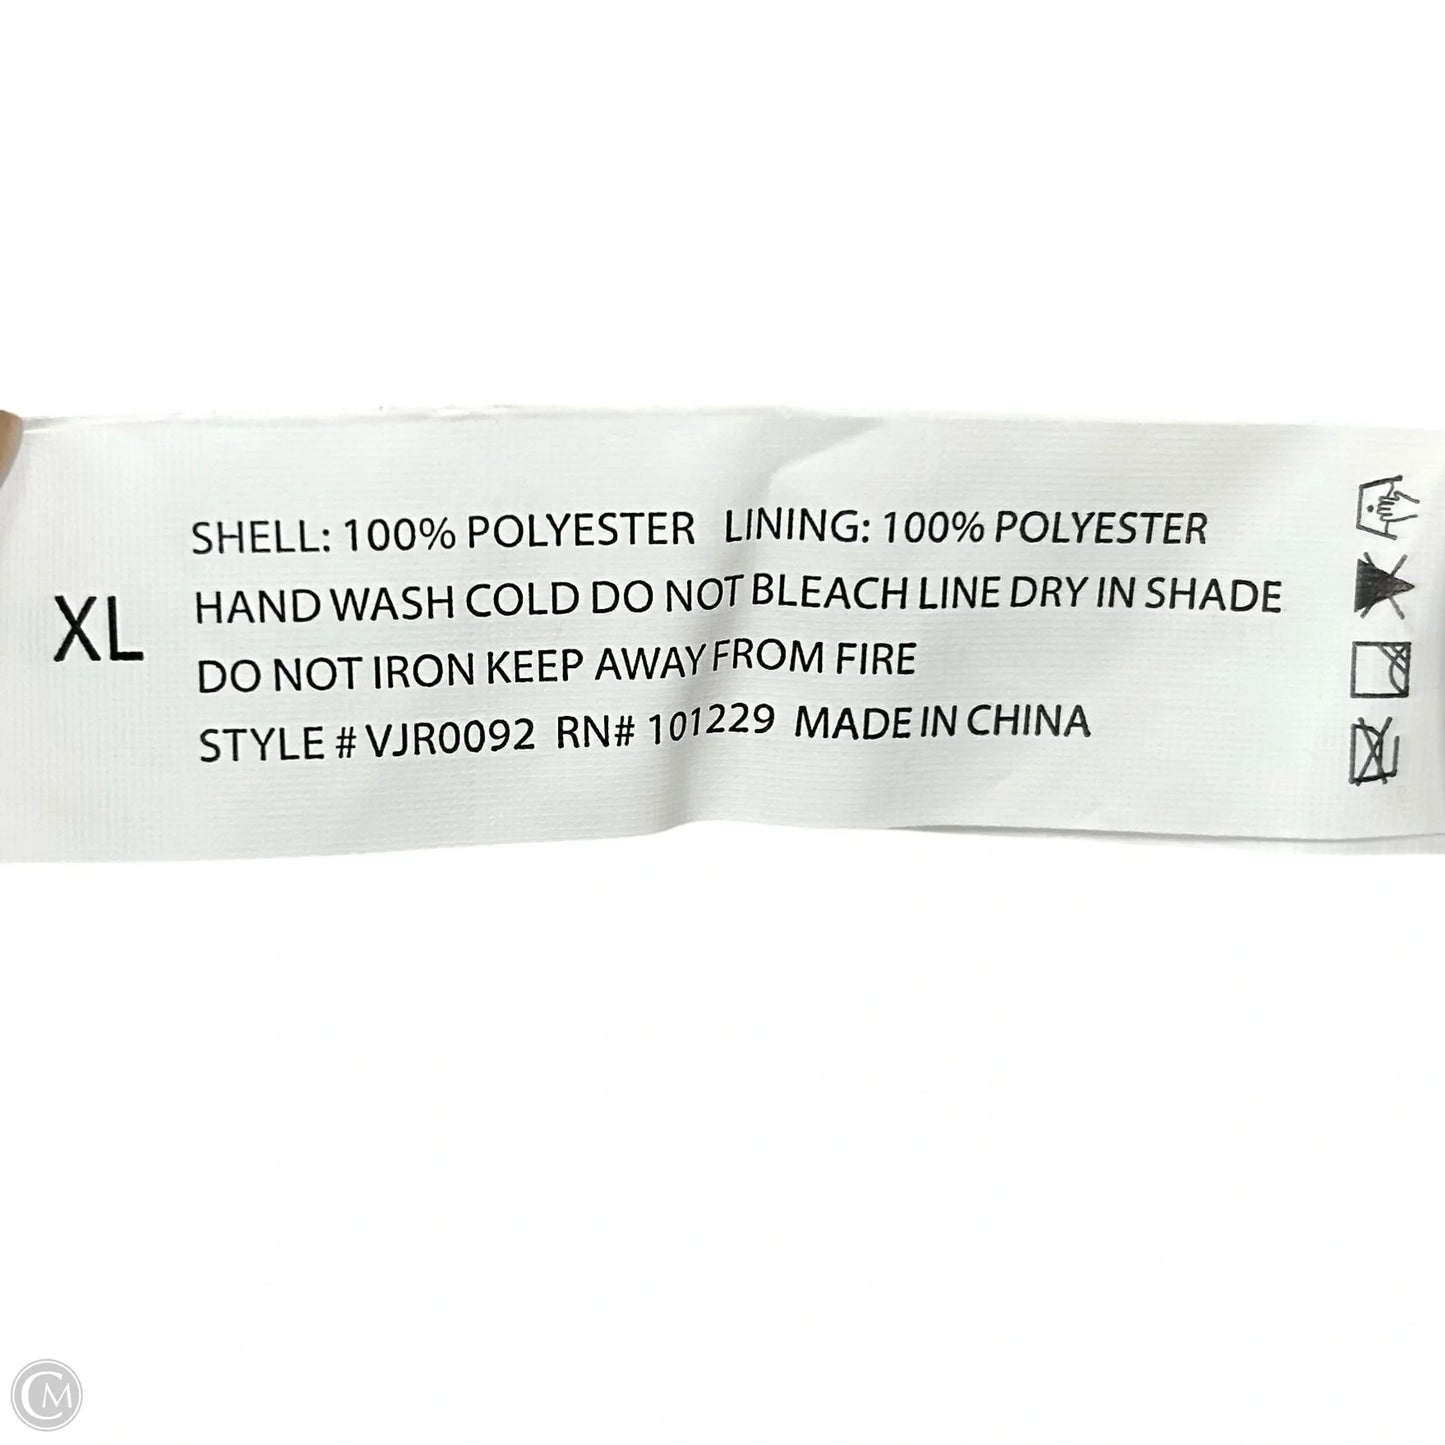 XL
SHELL: 100% POLYESTER LINING: 100% POLYESTER
HAND WASH COLD DO NOT BLEACH LINE DRY IN SHADE
DO NOT IRON KEEP AWAY FROM FIRE
STYLE # VJR0092 RN# 101229 MADE IN CHINA
CM